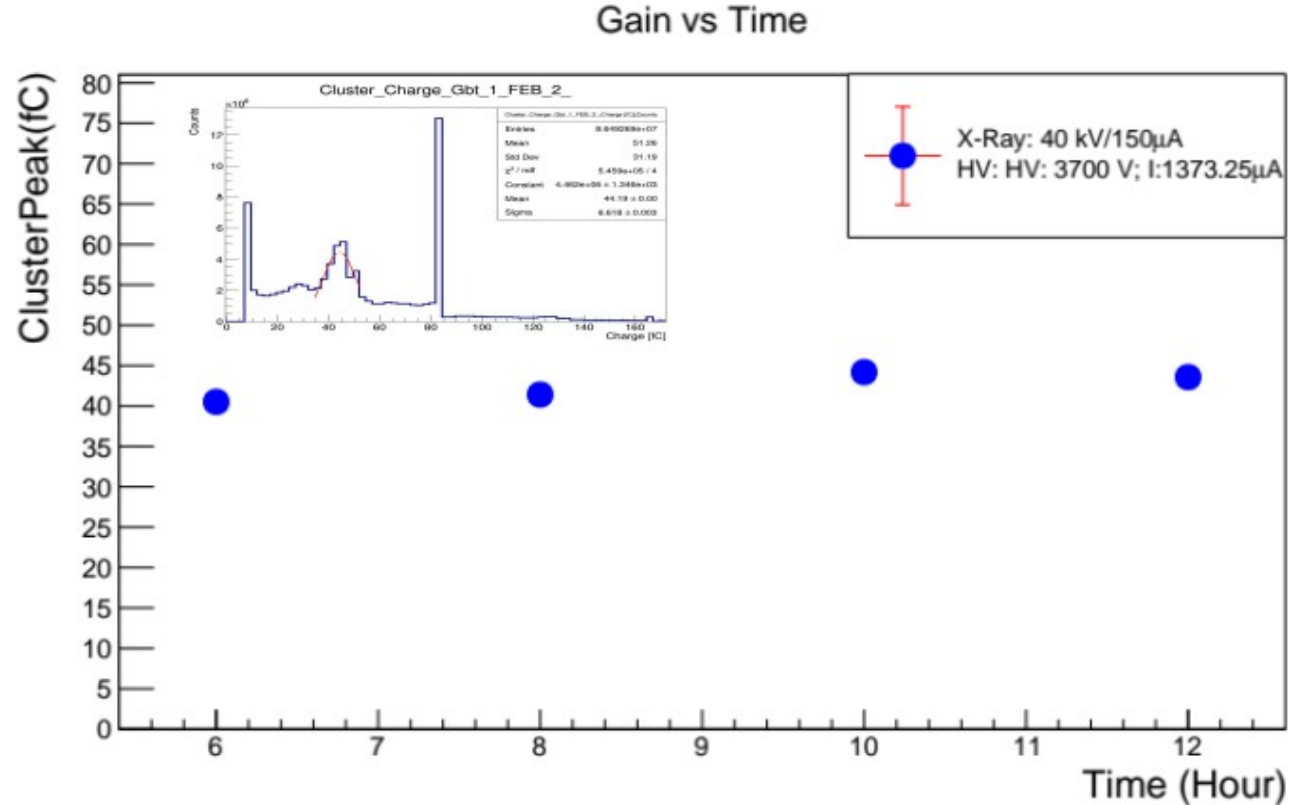 Gain vs Time
ClusterPeak(fC)
80
75
70
65
60
55
50
45
40
35
30
25
20
15
10
5
0
6 7 8 9 10 11 12
Time (Hour)
X-Ray: 40 kV/150μA
HV: HV: 3700 V; I:1373.25μA
Cluster_Charge_Gbt_1_FEB_2_
Counts
×10⁶
12
10
8
6
4
2
0
Entries 8.649269e+07
Mean 51.26
Std Dev 31.19
χ² / ndf 5.459e+05 / 4
Constant 4.462e+06 ± 1.346e+03
Mean 44.19 ± 0.00
Sigma 6.618 ± 0.003
0 20 40 60 80 100 120 140 160
Charge [fC]